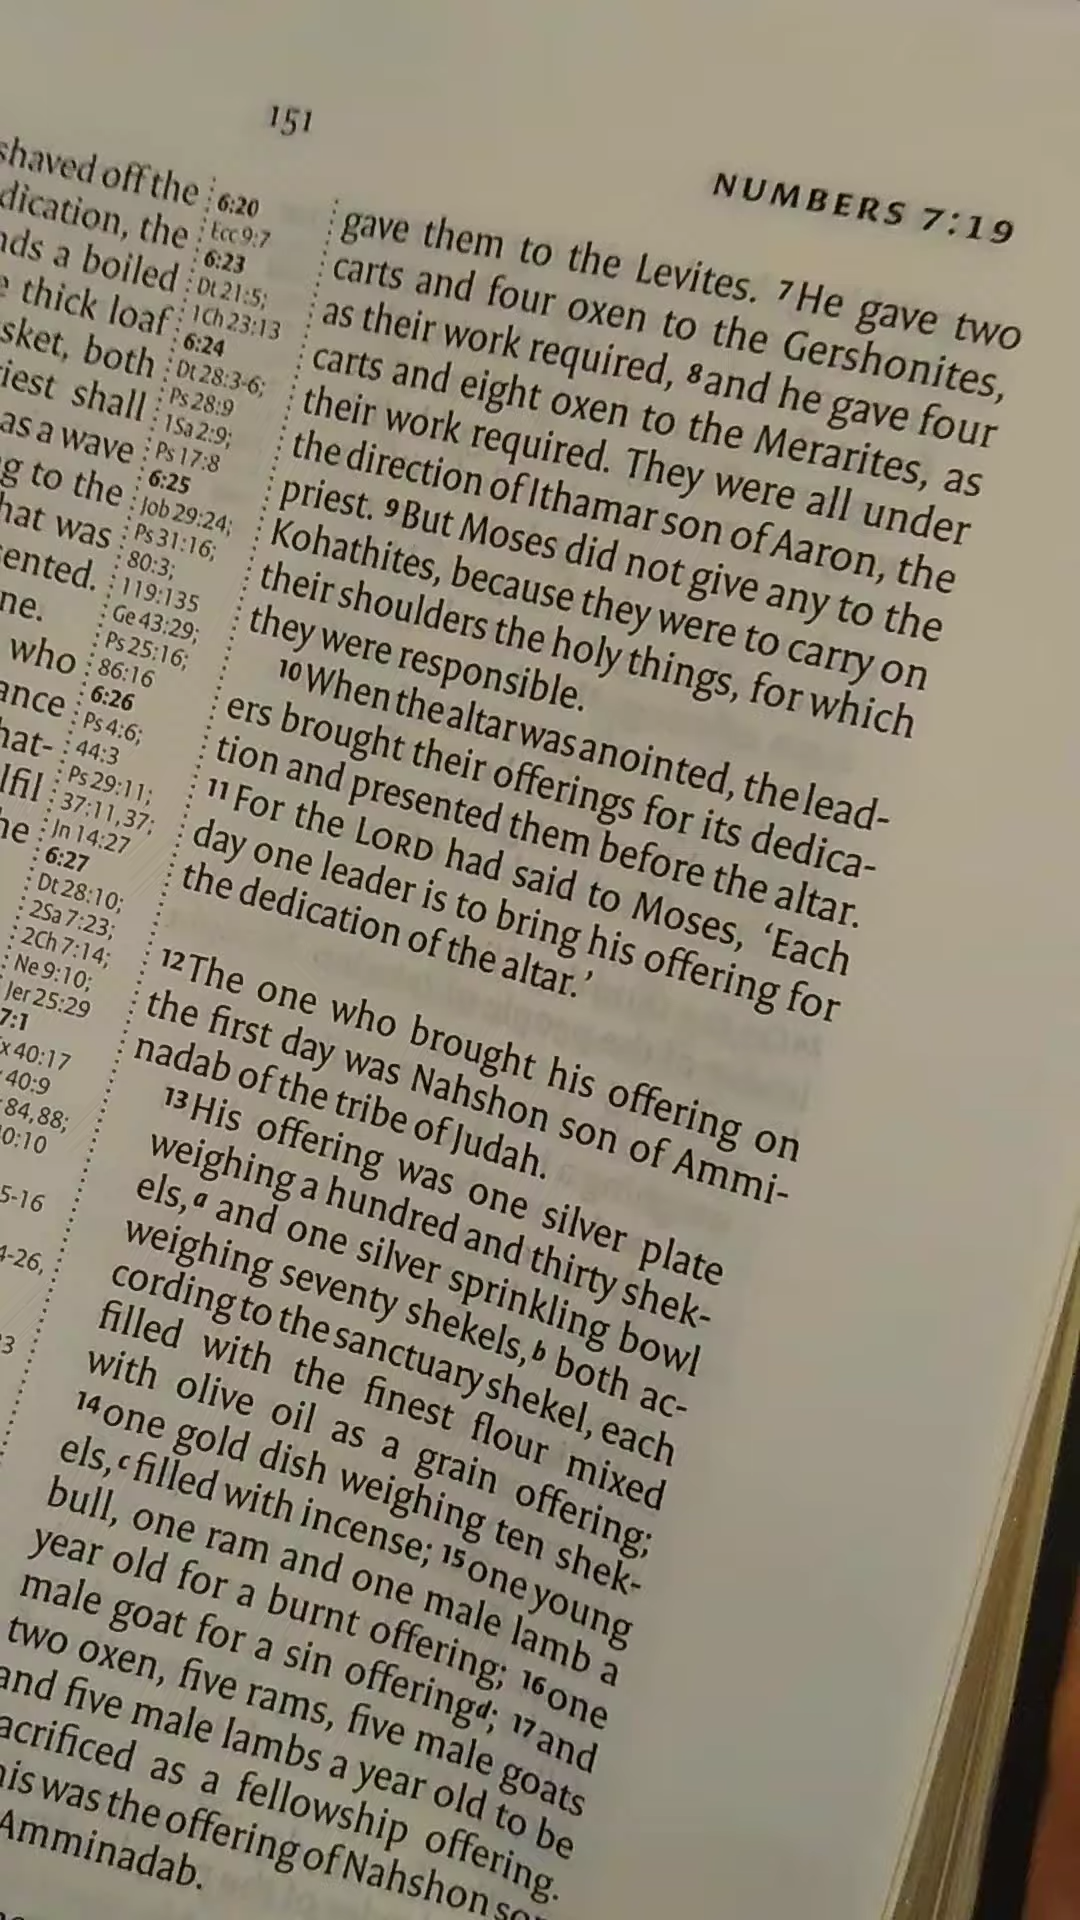 151
NUMBERS 7:19
shaved off the
dication, the
nds a boiled
thick loaf
sket, both
iest shall
as a wave
g to the
hat was
sented.
ne.
who
ance
hat-
lfil
he
6:20
Ecc 9:7
6:23
Dt 21:5;
1Ch 23:13
6:24
Dt 28:3-6;
Ps 28:9
1Sa 2:9;
Ps 17:8
6:25
Job 29:24;
Ps 31:16;
80:3;
119:135
Ge 43:29;
Ps 25:16;
86:16
6:26
Ps 4:6;
44:3
Ps 29:11;
37:11,37;
Jn 14:27
6:27
Dt 28:10;
2Sa 7:23;
2Ch 7:14;
Ne 9:10;
Jer 25:29
7:1
x 40:17
40:9
84,88;
0:10
5-16
4-26,
3
gave them to the Levites. 7He gave two
carts and four oxen to the Gershonites,
as their work required, 8and he gave four
carts and eight oxen to the Merarites, as
their work required. They were all under
the direction of Ithamar son of Aaron, the
priest. 9But Moses did not give any to the
Kohathites, because they were to carry on
their shoulders the holy things, for which
they were responsible.
10When the altar was anointed, the lead-
ers brought their offerings for its dedica-
tion and presented them before the altar.
11For the LORD had said to Moses, ‘Each
day one leader is to bring his offering for
the dedication of the altar.’
12The one who brought his offering on
the first day was Nahshon son of Ammi-
nadab of the tribe of Judah.
13His offering was one silver plate
weighing a hundred and thirty shek-
els,a and one silver sprinkling bowl
weighing seventy shekels,b both ac-
cording to the sanctuary shekel, each
filled with the finest flour mixed
with olive oil as a grain offering;
14one gold dish weighing ten shek-
els,c filled with incense; 15one young
bull, one ram and one male lamb a
year old for a burnt offering; 16one
male goat for a sin offeringd; 17and
two oxen, five rams, five male goats
and five male lambs a year old to be
acrificed as a fellowship offering.
his was the offering of Nahshon so
Amminadab.